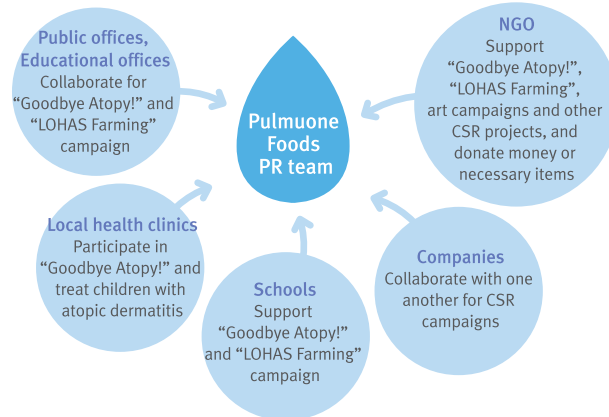 Public offices,
Educational offices
Collaborate for
“Goodbye Atopy!” and
“LOHAS Farming”
campaign
Pulmuone
Foods
PR team
NGO
Support
“Goodbye Atopy!”,
“LOHAS Farming”,
art campaigns and other
CSR projects, and
donate money or
necessary items
Local health clinics
Participate in
“Goodbye Atopy!” and
treat children with
atopic dermatitis
Schools
Support
“Goodbye Atopy!”
and “LOHAS Farming”
campaign
Companies
Collaborate with one
another for CSR
campaigns